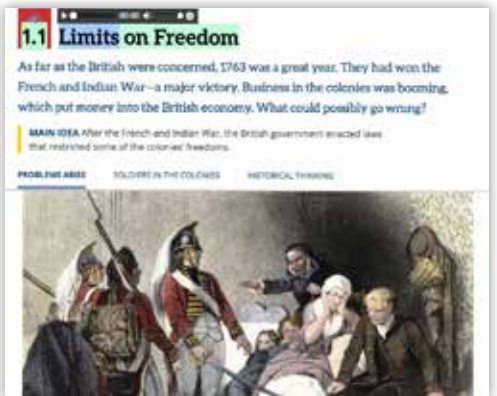 1.1 Limits on Freedom
As far as the British were concerned, 1763 was a great year. They had won the
French and Indian War—a major victory. Business in the colonies was booming,
which put money into the British economy. What could possibly go wrong?
MAIN IDEA After the French and Indian War, the British government enacted laws
that restricted some of the colonies' freedoms.
PROBLEMS ARISE SOLDIERS IN THE COLONIES HISTORICAL THINKING